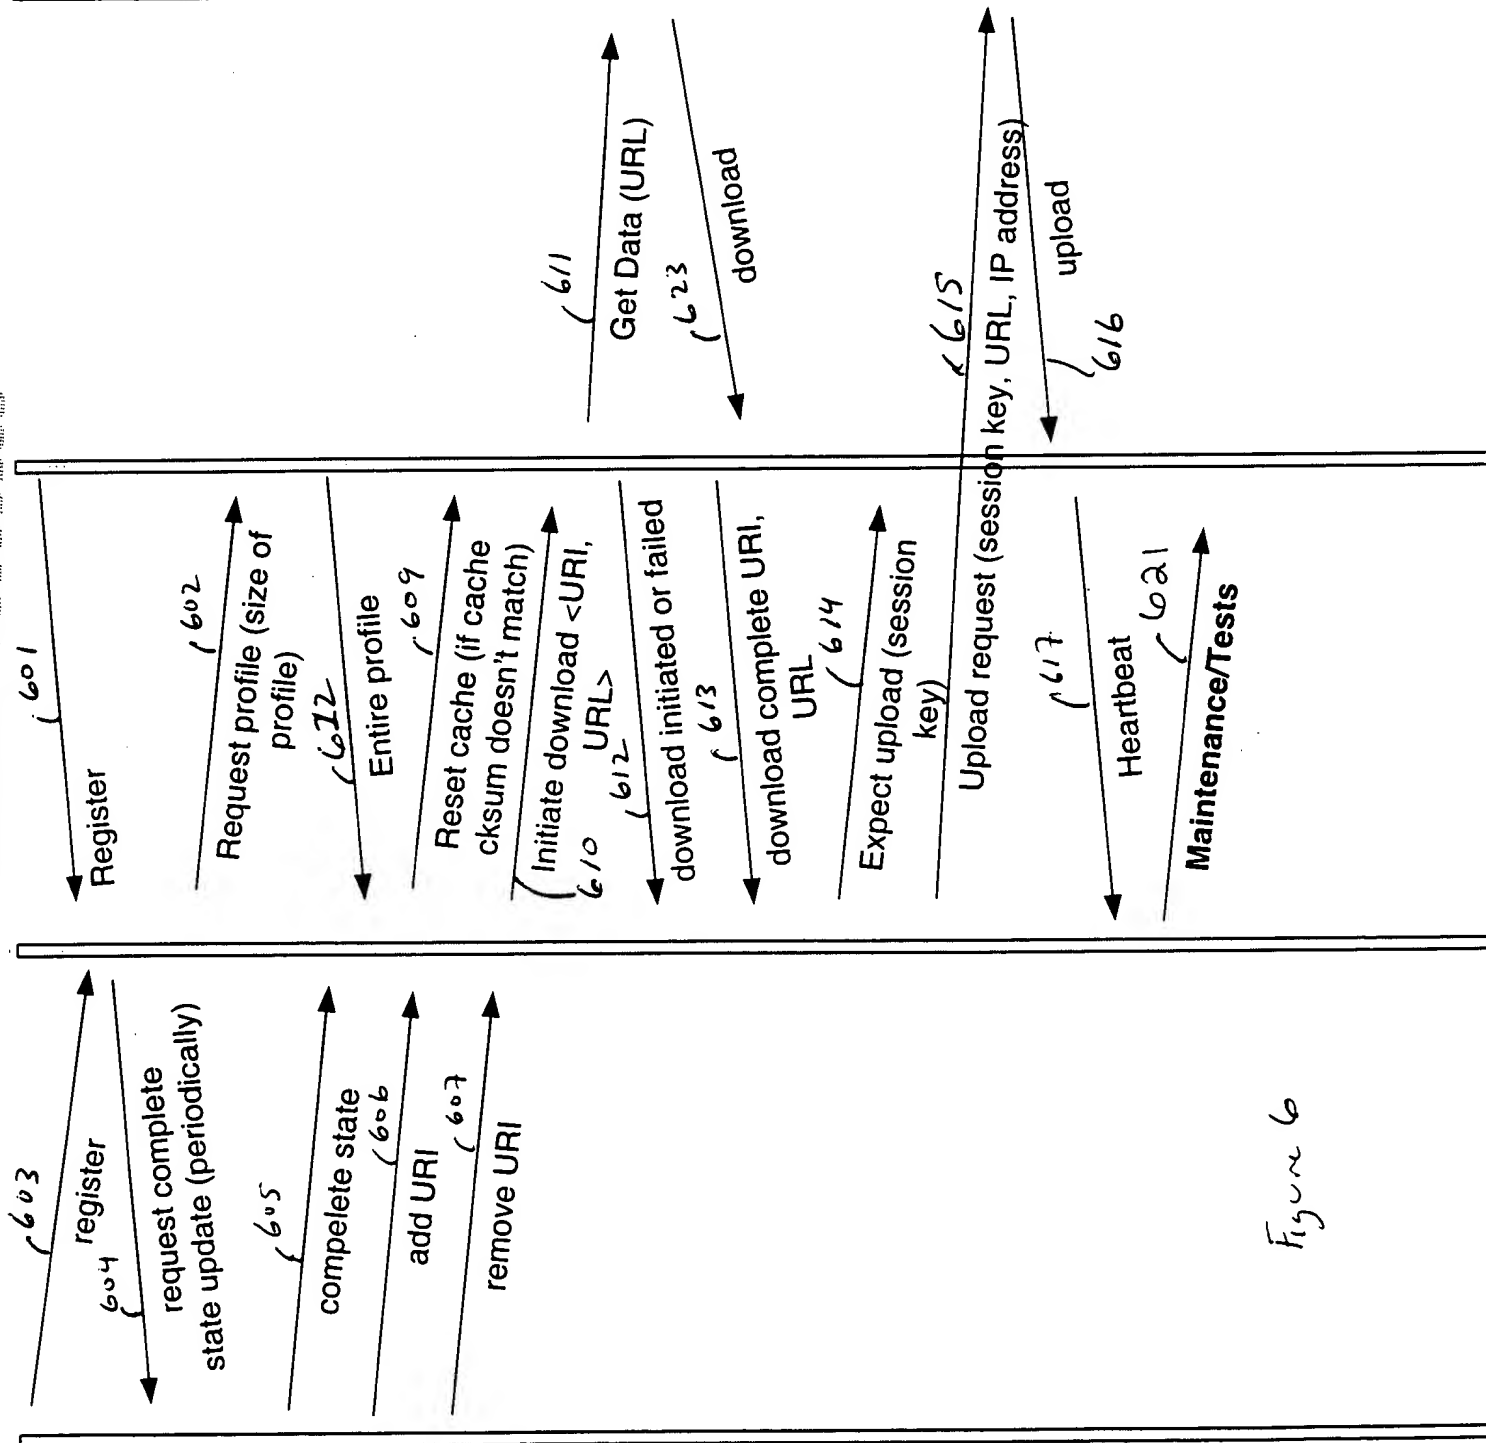 603
register
604
request complete
state update (periodically)
605
compelete state
606
add URI
607
remove URI
601
Register
602
Request profile (size of
profile)
622
Entire profile
609
Reset cache (if cache
cksum doesn't match)
Initiate download <URI,
URL>
610
612
download initiated or failed
613
download complete URI,
URL
614
Expect upload (session
key)
615
Upload request (session key, URL, IP address)
616
upload
617
Heartbeat
621
Maintenance/Tests
611
Get Data (URL)
623
download
Figure 6